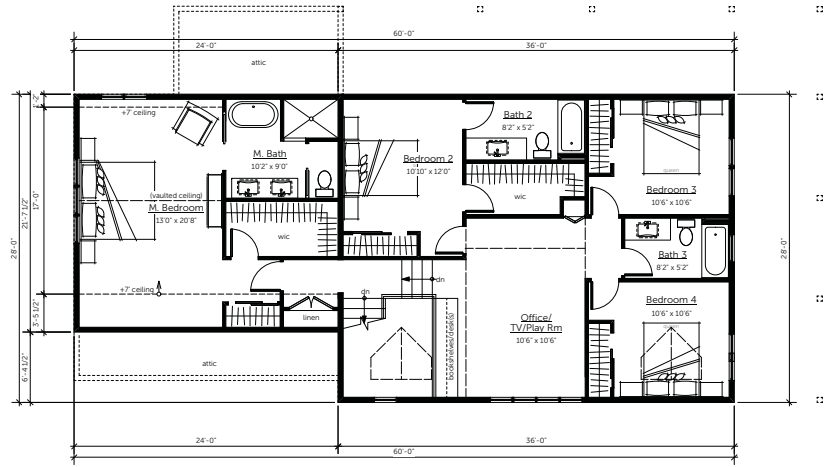 60'-0"
24'-0"
36'-0"
attic
+7' ceiling
Bath 2
8'2" x 5'2"
M. Bath
10'2" x 9'0"
Bedroom 2
10'10" x 12'0"
queen
Bedroom 3
10'6" x 10'6"
(vaulted ceiling)
M. Bedroom
13'0" x 20'8"
wic
wic
Bath 3
8'2" x 5'2"
+7' ceiling
dn
dn
linen
Bedroom 4
10'6" x 10'6"
queen
Office/
TV/Play Rm
10'6" x 10'6"
bookshelves/desk(s)
attic
28'-0"
21'-7 1/2"
6'-4 1/2"
17'-0"
3'-5 1/2"
28'-0"
24'-0"
36'-0"
60'-0"